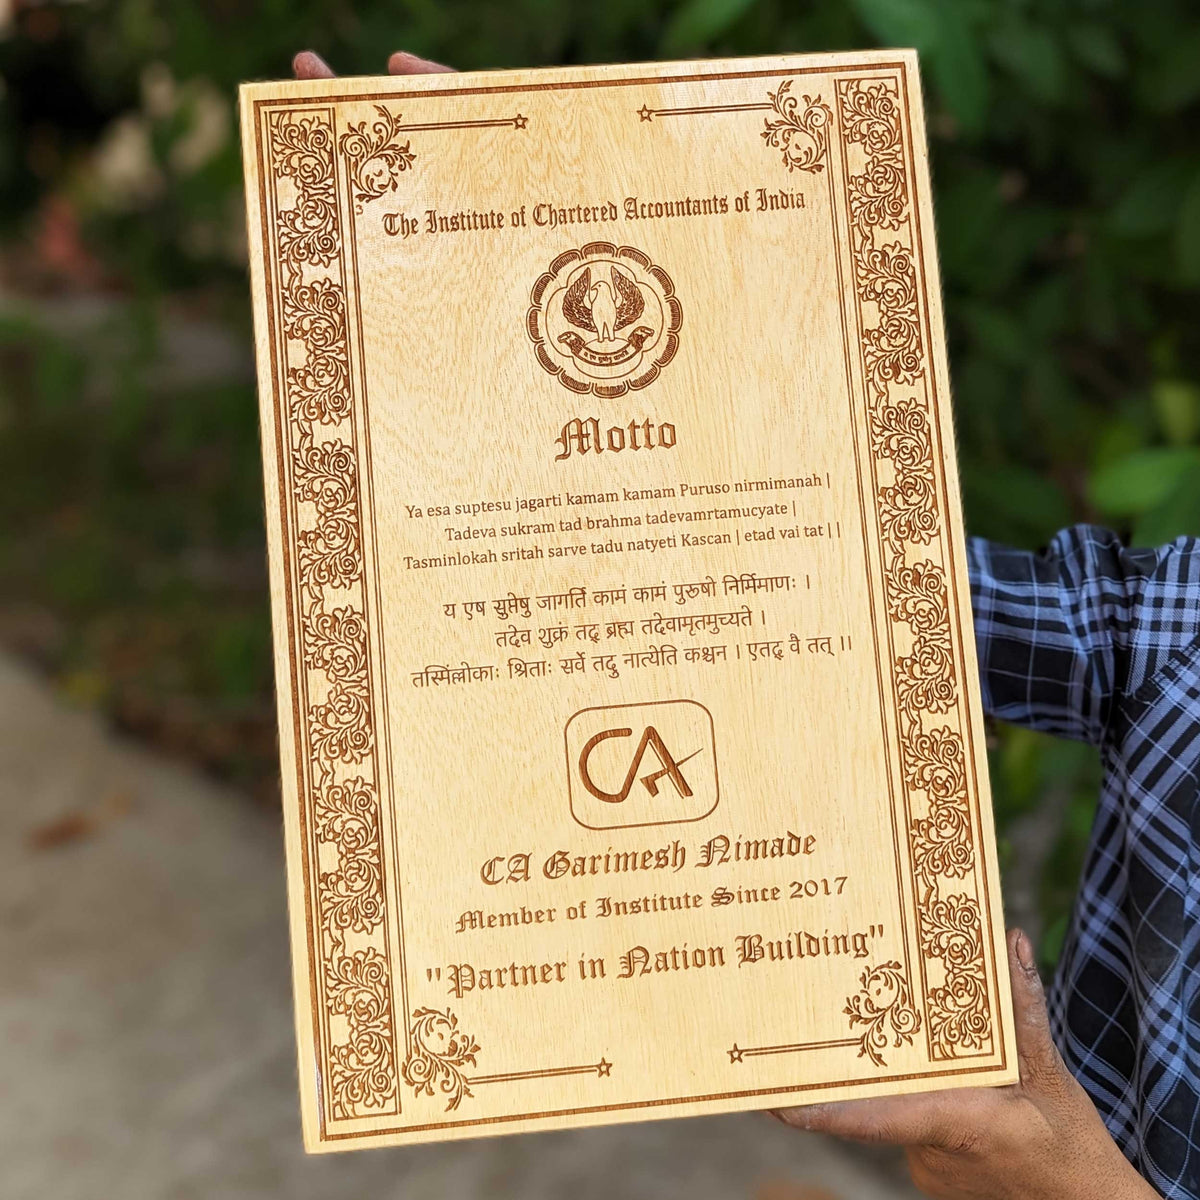 The Institute of Chartered Accountants of India
य एष सुप्तेषु जागर्ति
Motto
Ya esa suptesu jagarti kamam kamam Puruso nirmimanah |
Tadeva sukram tad brahma tadevamrtamucyate |
Tasminlokah sritah sarve tadu natyeti Kascan | etad vai tat | |
य एष सुप्तेषु जागर्ति कामं कामं पुरुषो निर्मिमाणः ।
तदेव शुक्रं तद् ब्रह्म तदेवामृतमुच्यते ।
तस्मिंल्लोकाः श्रिताः सर्वे तदु नात्येति कश्चन । एतद् वै तत् ।।
CA
CA Garimesh Nimade
Member of Institute Since 2017
"Partner in Nation Building"